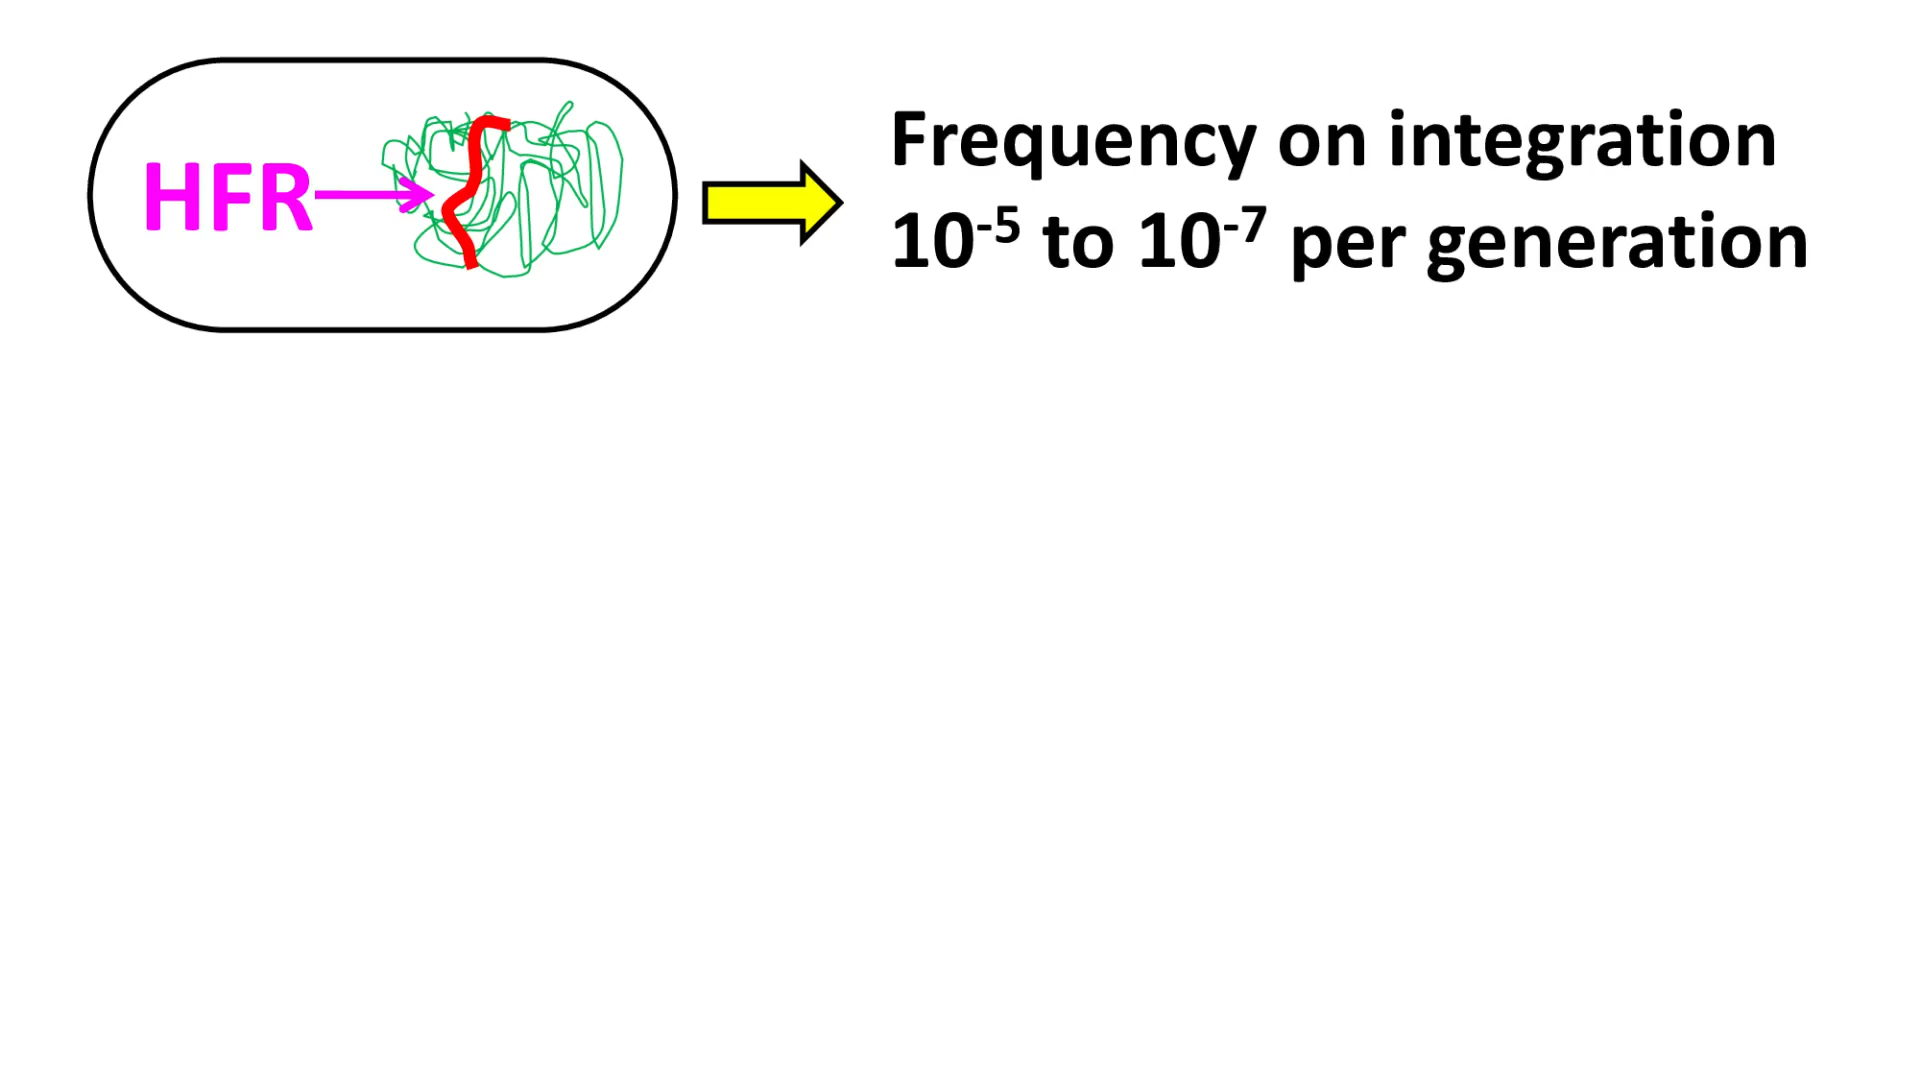 HFR
Frequency on integration
10⁻⁵ to 10⁻⁷ per generation